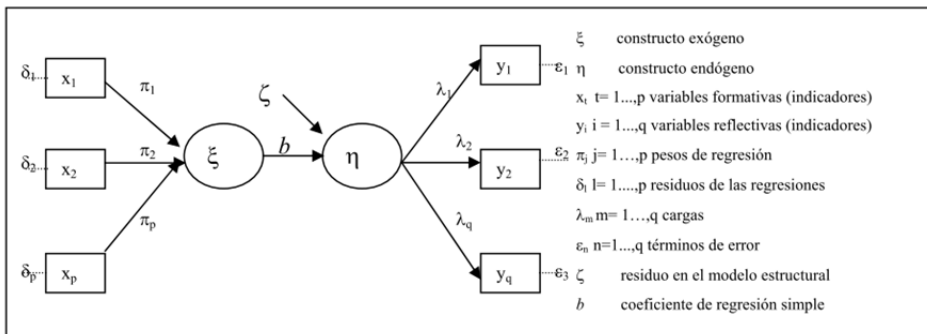 δ1 x1 π1
δ2 x2 π2
δp xp πp
ξ b η ζ
λ1 y1 ε1
λ2 y2 ε2
λq yq ε3
ξ constructo exógeno
η constructo endógeno
xt t= 1...,p variables formativas (indicadores)
yi i = 1...,q variables reflectivas (indicadores)
πj j= 1…,p pesos de regresión
δl l= 1....,p residuos de las regresiones
λm m= 1…,q cargas
εn n=1...,q términos de error
ζ residuo en el modelo estructural
b coeficiente de regresión simple